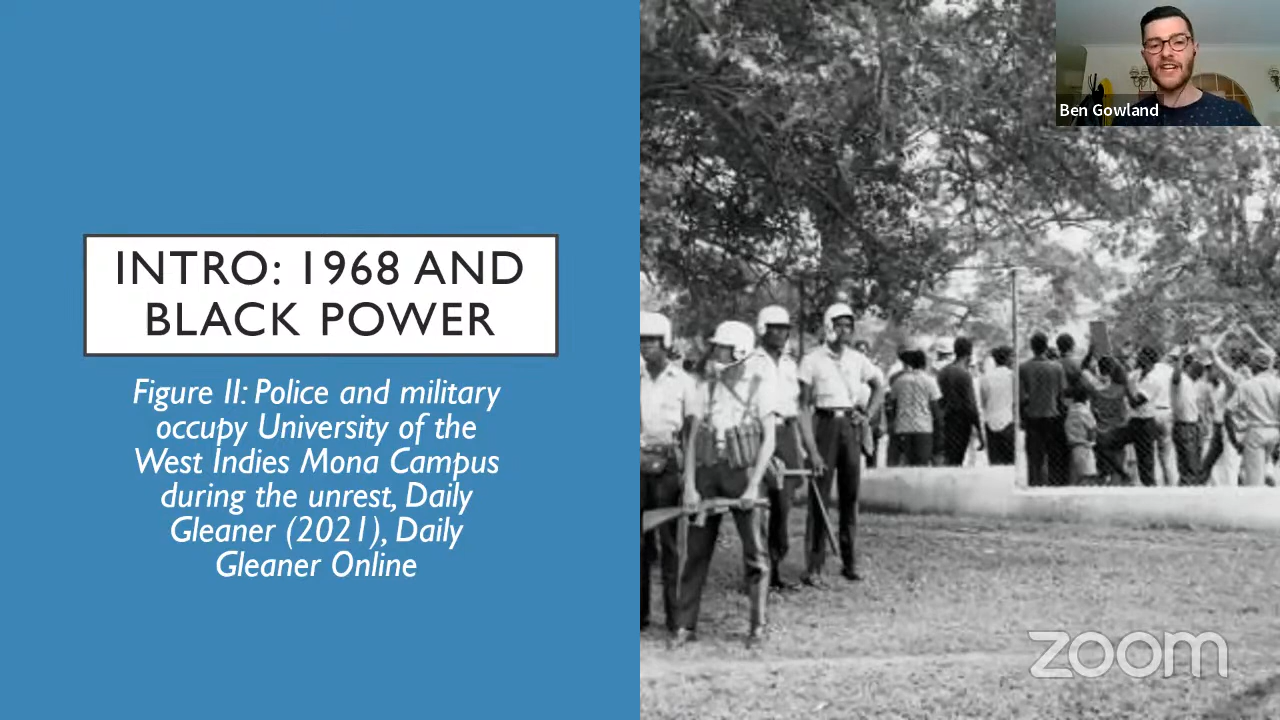 INTRO: 1968 AND
BLACK POWER
Figure II: Police and military
occupy University of the
West Indies Mona Campus
during the unrest, Daily
Gleaner (2021), Daily
Gleaner Online
Ben Gowland
zoom